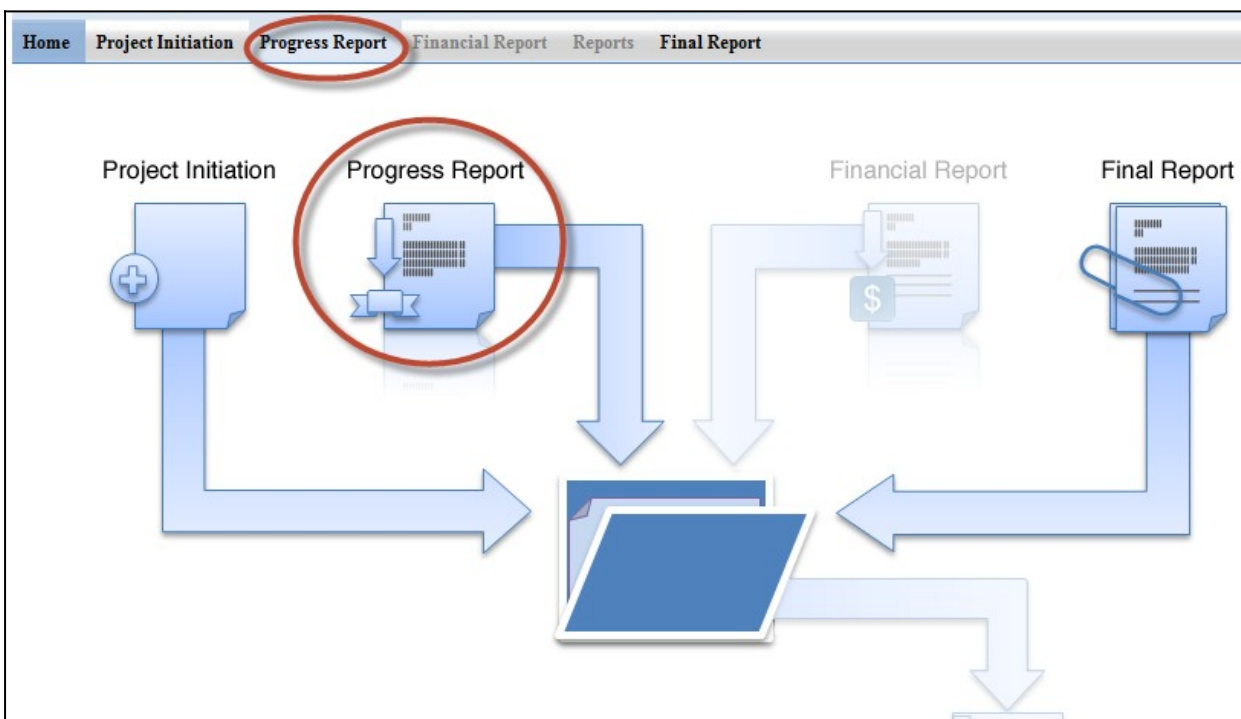 Home Project Initiation Progress Report Financial Report Reports Final Report
Project Initiation Progress Report Financial Report Final Report
$